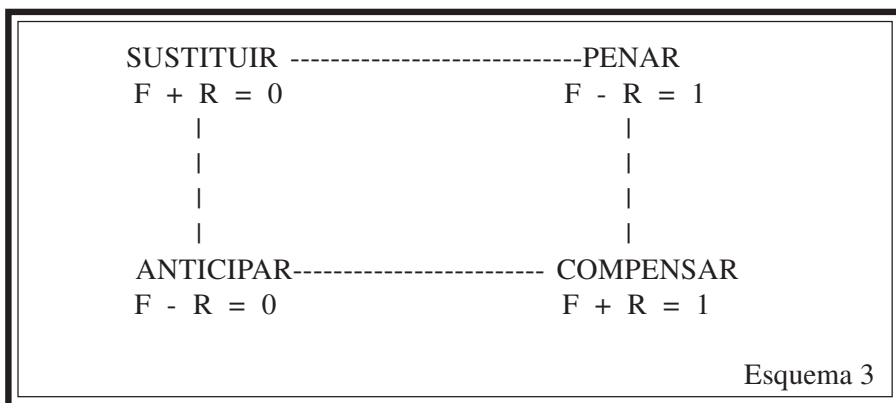 SUSTITUIR ----------------------------PENAR
F + R = 0 F - R = 1
| |
| |
| |
| |
ANTICIPAR------------------------ COMPENSAR
F - R = 0 F + R = 1
Esquema 3